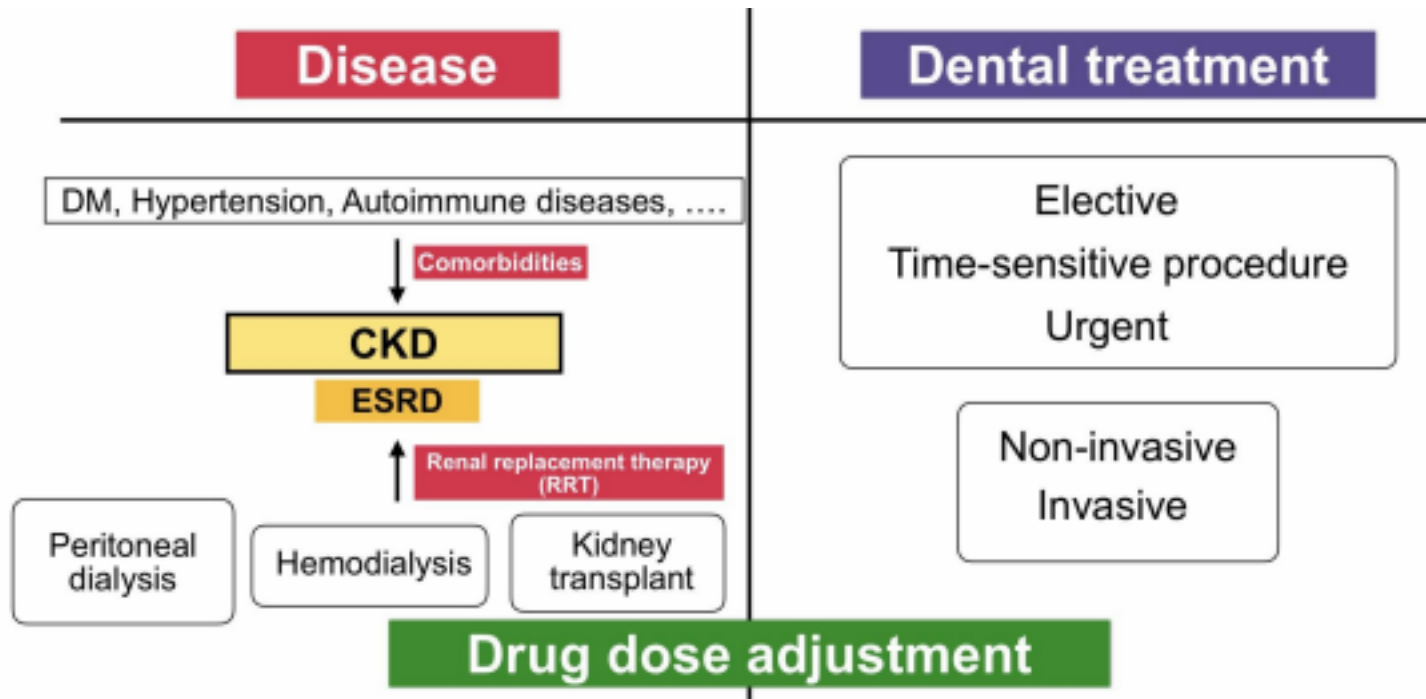 Disease
DM, Hypertension, Autoimmune diseases, ....
Comorbidities
CKD
ESRD
Renal replacement therapy
(RRT)
Peritoneal
dialysis
Hemodialysis
Kidney
transplant
Dental treatment
Elective
Time-sensitive procedure
Urgent
Non-invasive
Invasive
Drug dose adjustment